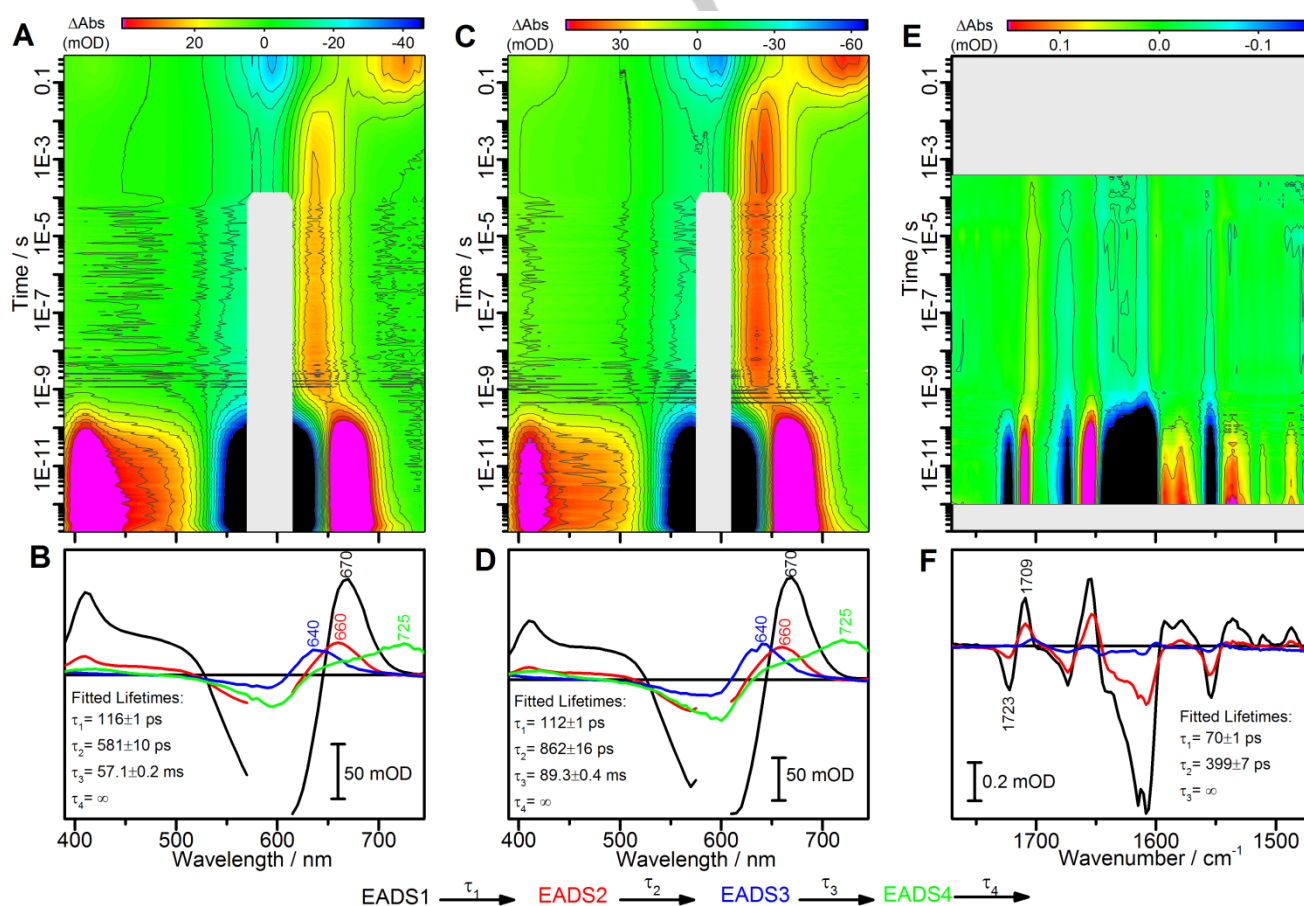 A
ΔAbs
(mOD)
20 0 -20 -40
C
ΔAbs
(mOD)
30 0 -30 -60
E
ΔAbs
(mOD)
0.1 0.0 -0.1
Time / s
0.1
1E-3
1E-5
1E-7
1E-9
1E-11
Time / s
0.1
1E-3
1E-5
1E-7
1E-9
1E-11
Time / s
0.1
1E-3
1E-5
1E-7
1E-9
1E-11
B
640
660
670
725
Fitted Lifetimes:
τ1= 116±1 ps
τ2= 581±10 ps
τ3= 57.1±0.2 ms
τ4= ∞
50 mOD
400 500 600 700
Wavelength / nm
D
640
660
670
725
Fitted Lifetimes:
τ1= 112±1 ps
τ2= 862±16 ps
τ3= 89.3±0.4 ms
τ4= ∞
50 mOD
400 500 600 700
Wavelength / nm
F
1709
1723
Fitted Lifetimes:
τ1= 70±1 ps
τ2= 399±7 ps
τ3= ∞
0.2 mOD
1700 1600 1500
Wavenumber / cm-1
EADS1 τ1 EADS2 τ2 EADS3 τ3 EADS4 τ4